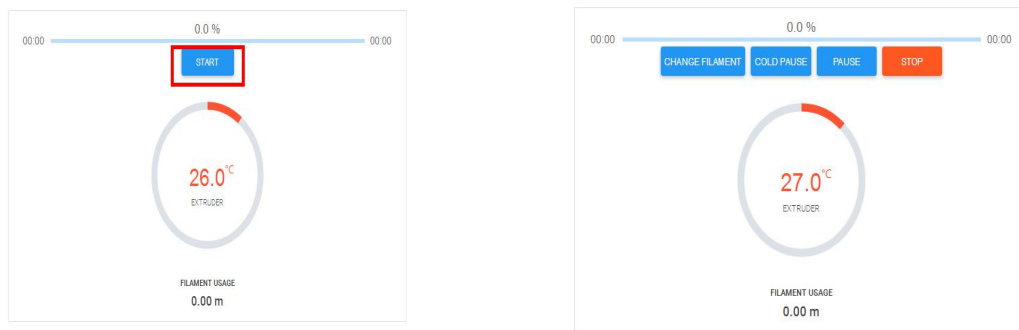 0.0 %
00:00 00:00
START
26.0°C
EXTRUDER
FILAMENT USAGE
0.00 m
0.0 %
00:00 00:00
CHANGE FILAMENT COLD PAUSE PAUSE STOP
27.0°C
EXTRUDER
FILAMENT USAGE
0.00 m